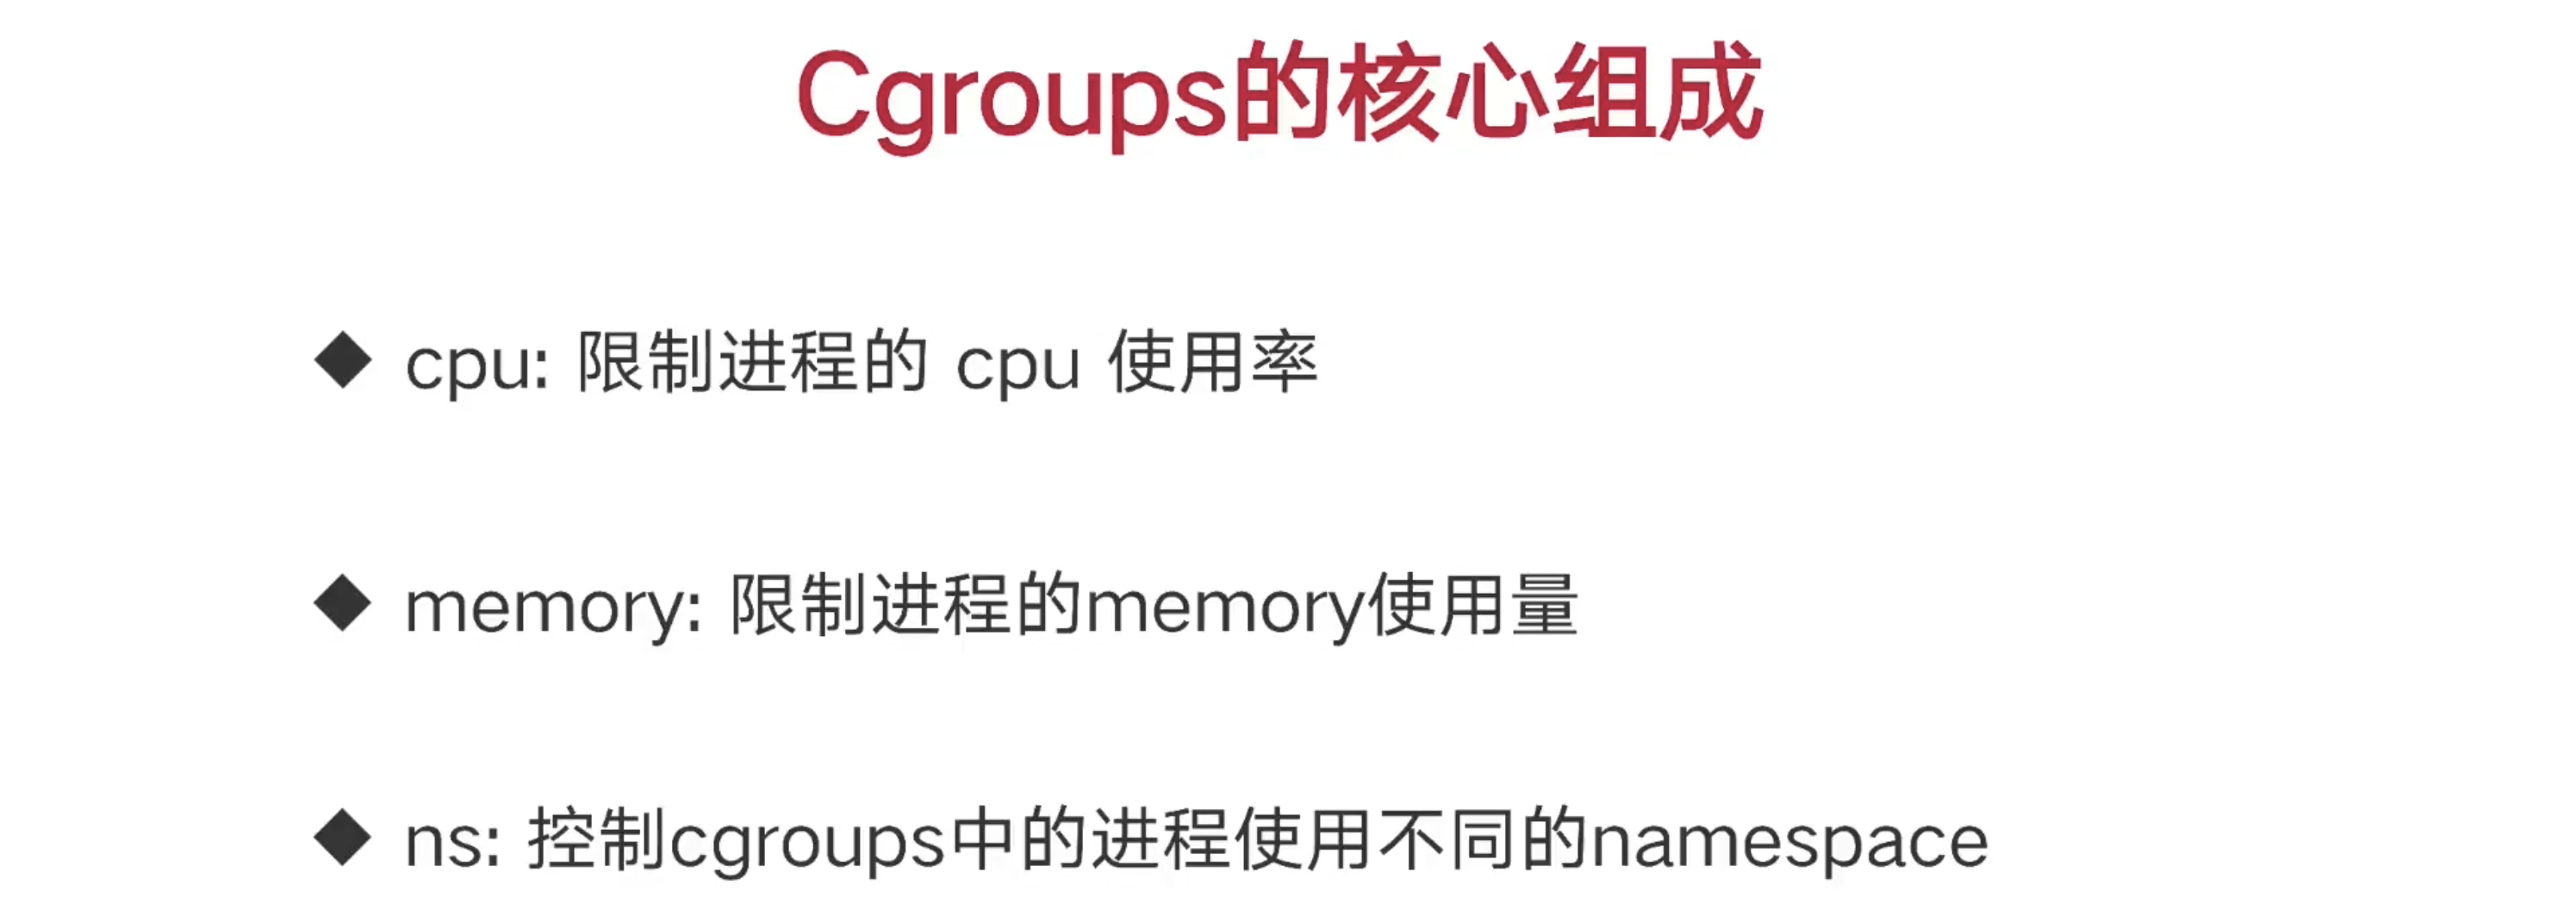 Cgroups的核心组成
◆ cpu: 限制进程的 cpu 使用率
◆ memory: 限制进程的memory使用量
◆ ns: 控制cgroups中的进程使用不同的namespace